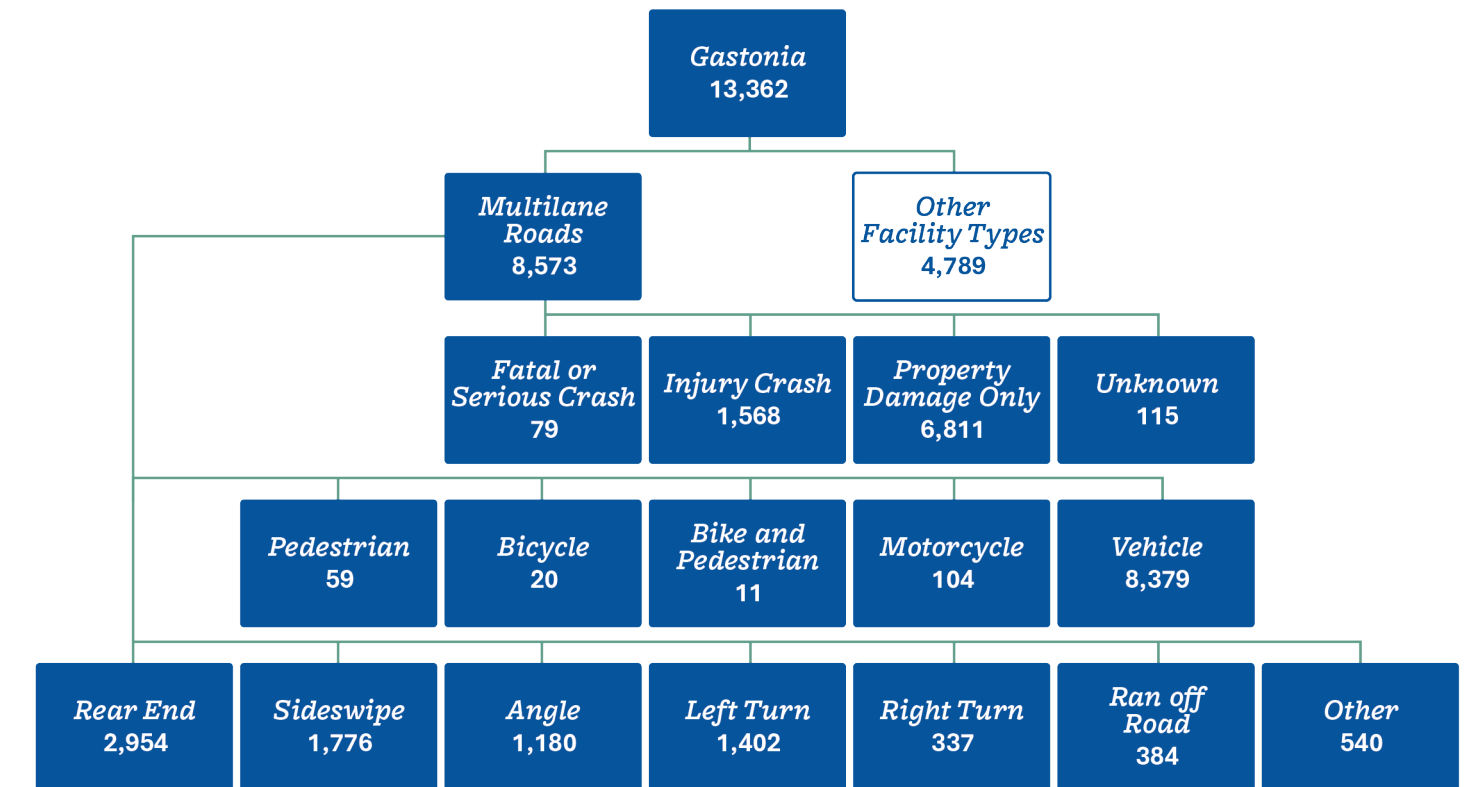 Gastonia
13,362
Multilane
Roads
8,573
Other
Facility Types
4,789
Fatal or
Serious Crash
79
Injury Crash
1,568
Property
Damage Only
6,811
Unknown
115
Pedestrian
59
Bicycle
20
Bike and
Pedestrian
11
Motorcycle
104
Vehicle
8,379
Rear End
2,954
Sideswipe
1,776
Angle
1,180
Left Turn
1,402
Right Turn
337
Ran off
Road
384
Other
540